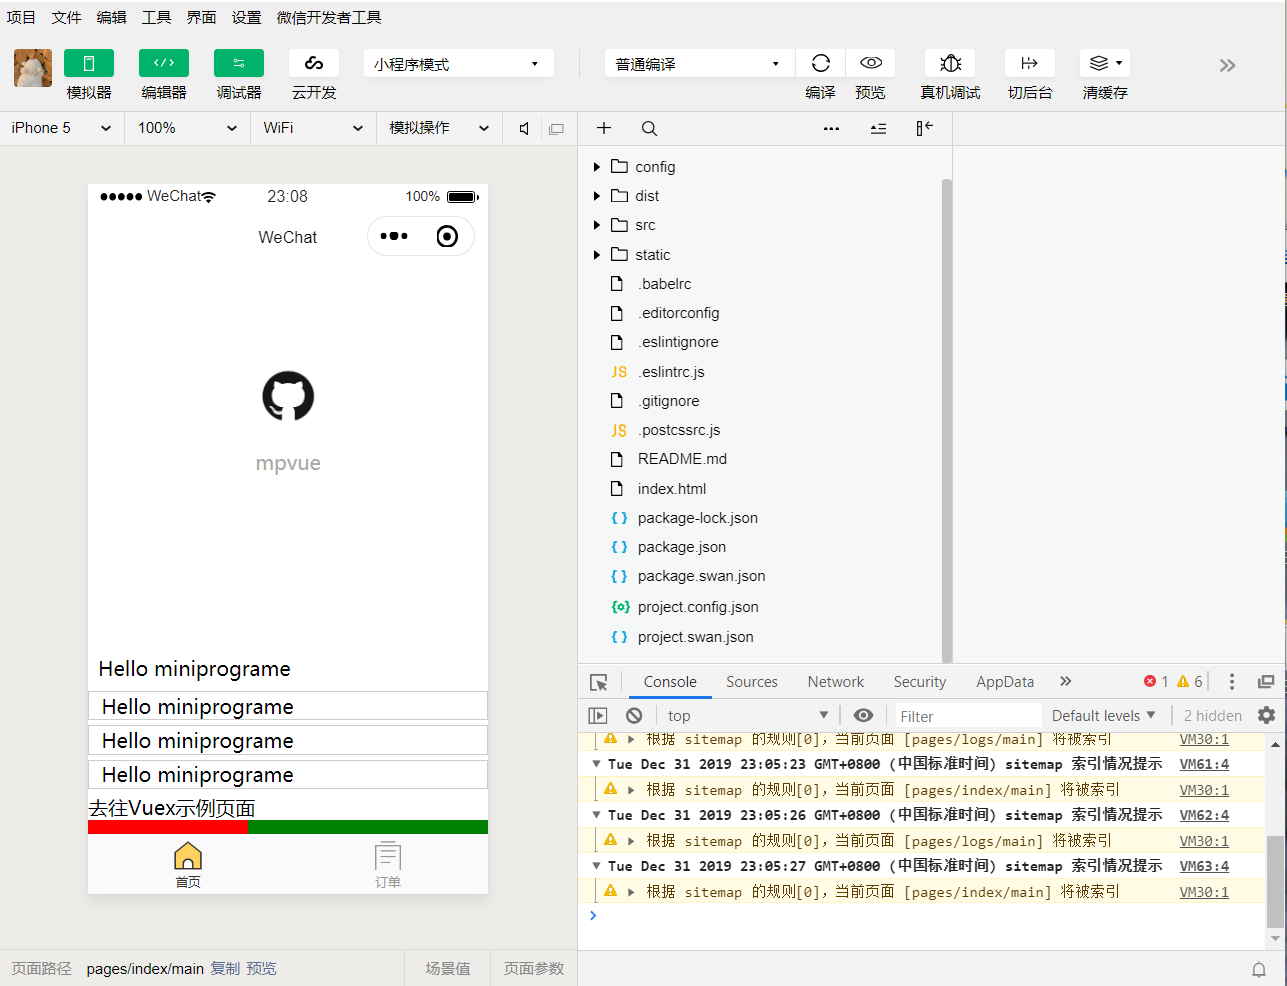 项目 文件 编辑 工具 界面 设置 微信开发者工具
小程序模式 普通编译
模拟器 编辑器 调试器 云开发 编译 预览 真机调试 切后台 清缓存
iPhone 5 100% WiFi 模拟操作
WeChat 23:08 100%
WeChat
mpvue
Hello miniprograme
Hello miniprograme
Hello miniprograme
Hello miniprograme
去往Vuex示例页面
首页 订单
页面路径 pages/index/main 复制 预览 场景值 页面参数
config
dist
src
static
.babelrc
.editorconfig
.eslintignore
JS .eslintrc.js
.gitignore
JS .postcssrc.js
README.md
index.html
{ } package-lock.json
{ } package.json
{ } package.swan.json
project.config.json
{ } project.swan.json
Console Sources Network Security AppData » 1 6
top Filter Default levels 2 hidden
根据 sitemap 的规则[0]，当前页面 [pages/logs/main] 将被索引 VM30:1
Tue Dec 31 2019 23:05:23 GMT+0800 (中国标准时间) sitemap 索引情况提示 VM61:4
根据 sitemap 的规则[0]，当前页面 [pages/index/main] 将被索引 VM30:1
Tue Dec 31 2019 23:05:26 GMT+0800 (中国标准时间) sitemap 索引情况提示 VM62:4
根据 sitemap 的规则[0]，当前页面 [pages/logs/main] 将被索引 VM30:1
Tue Dec 31 2019 23:05:27 GMT+0800 (中国标准时间) sitemap 索引情况提示 VM63:4
根据 sitemap 的规则[0]，当前页面 [pages/index/main] 将被索引 VM30:1